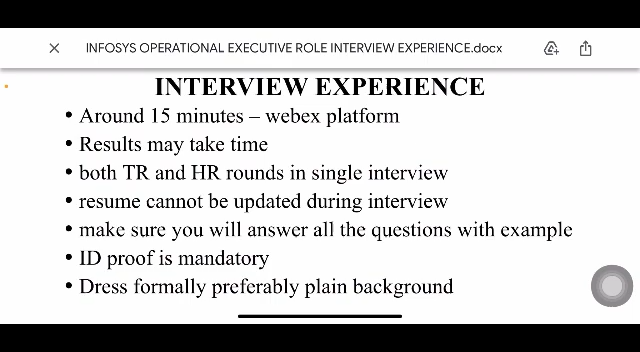 INFOSYS OPERATIONAL EXECUTIVE ROLE INTERVIEW EXPERIENCE.docx
INTERVIEW EXPERIENCE
• Around 15 minutes – webex platform
• Results may take time
• both TR and HR rounds in single interview
• resume cannot be updated during interview
• make sure you will answer all the questions with example
• ID proof is mandatory
• Dress formally preferably plain background